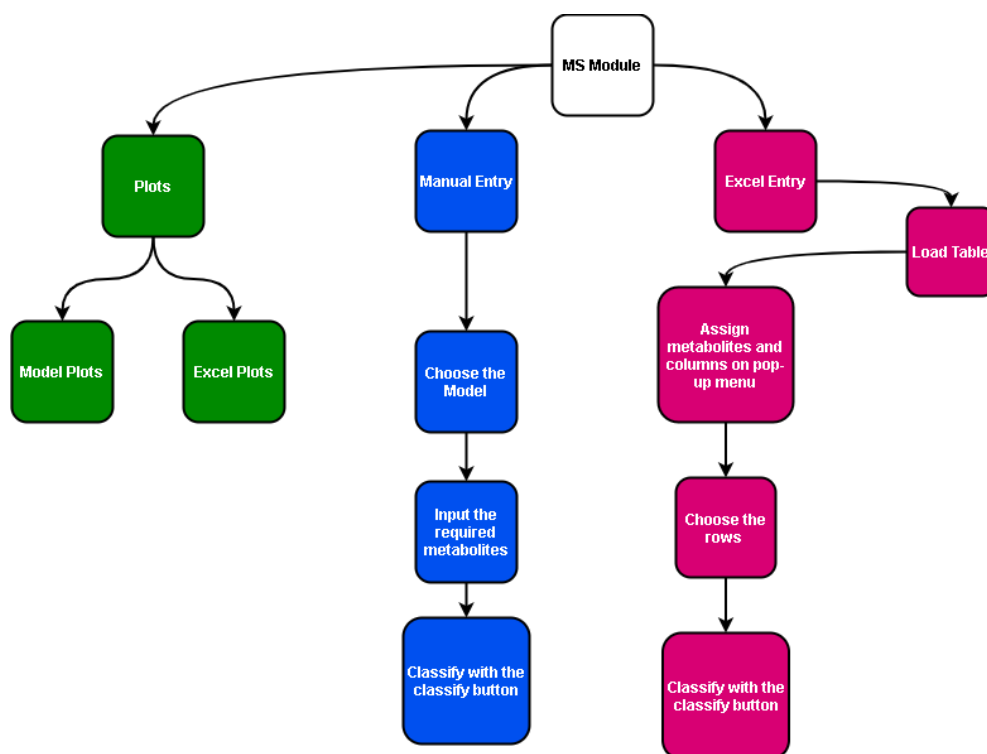 MS Module
Plots
Manual Entry
Excel Entry
Load Table
Model Plots
Excel Plots
Choose the
Model
Assign
metabolites and
columns on pop-
up menu
Input the
required
metabolites
Choose the
rows
Classify with the
classify button
Classify with the
classify button